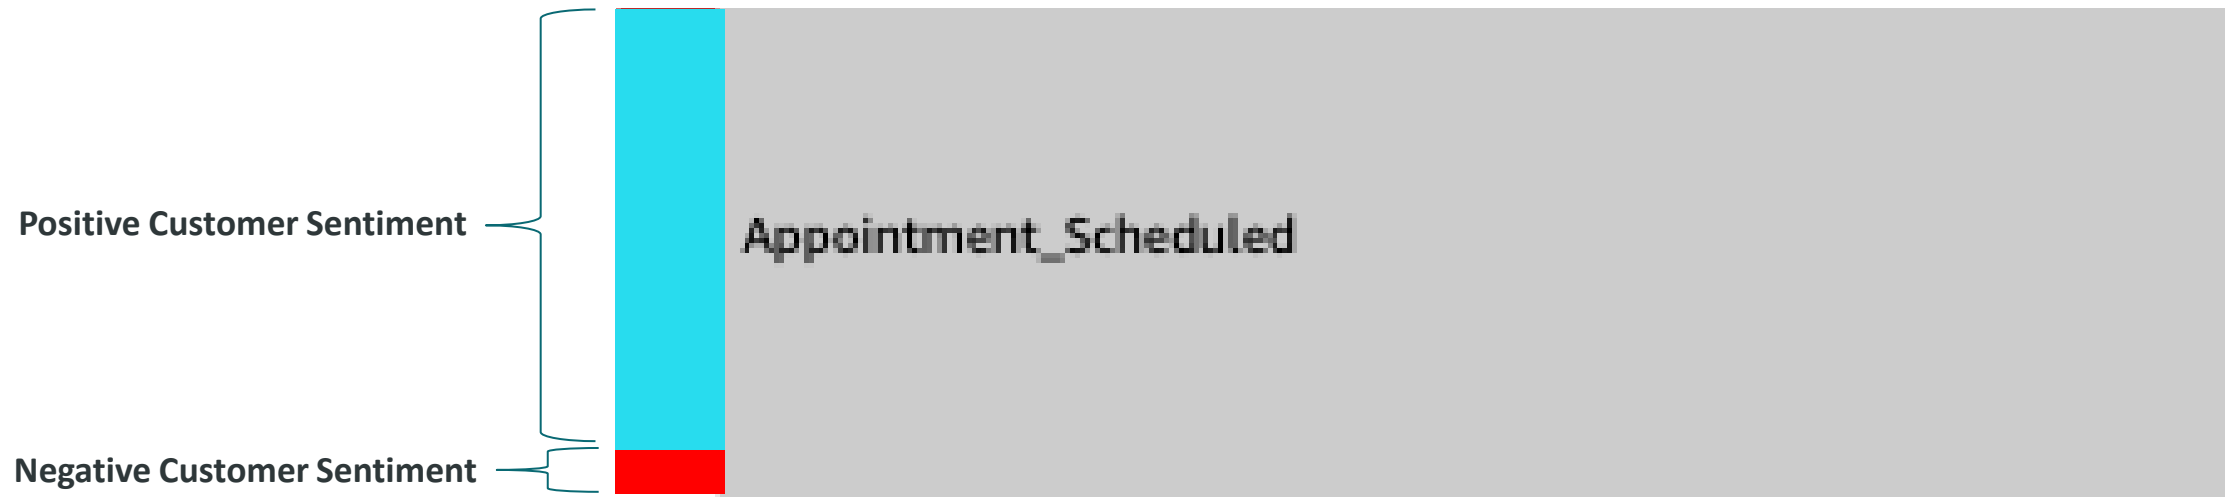 Positive Customer Sentiment
Appointment_Scheduled
Negative Customer Sentiment